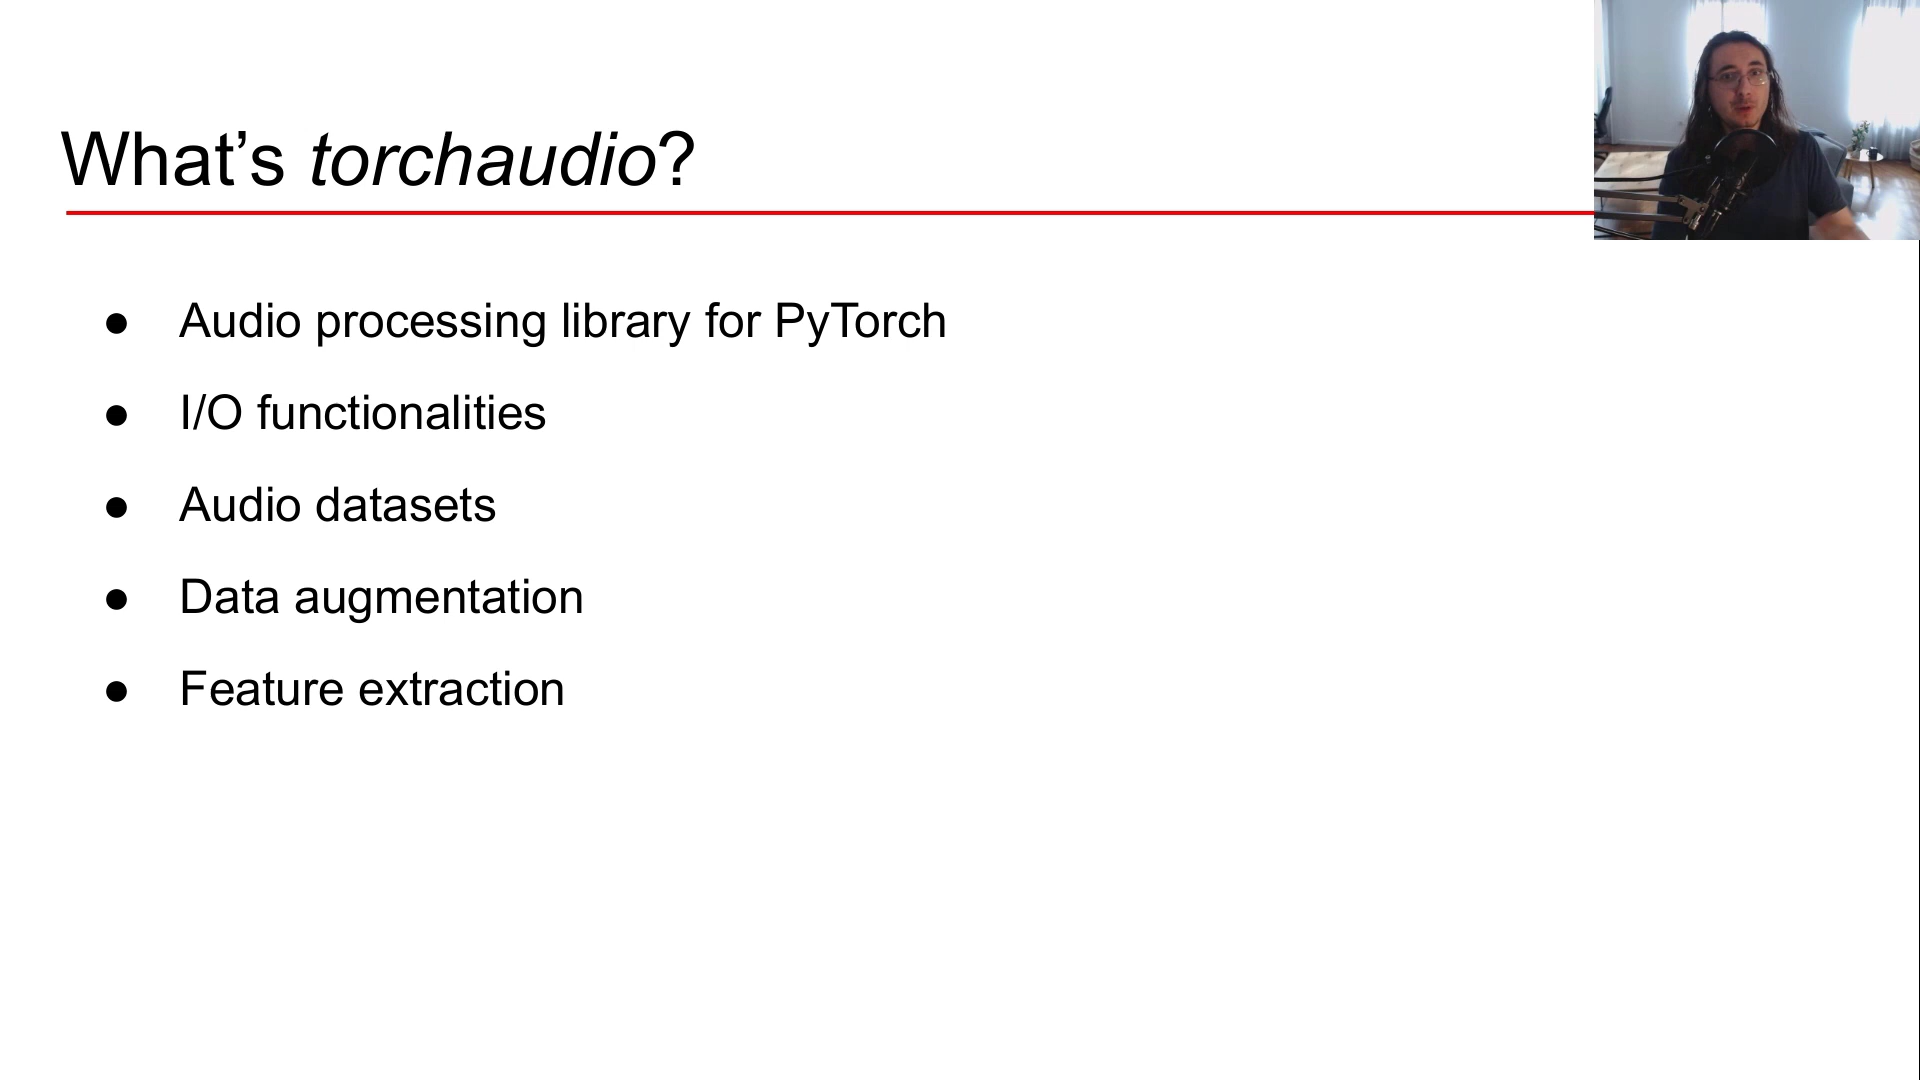 What’s torchaudio?
● Audio processing library for PyTorch
● I/O functionalities
● Audio datasets
● Data augmentation
● Feature extraction